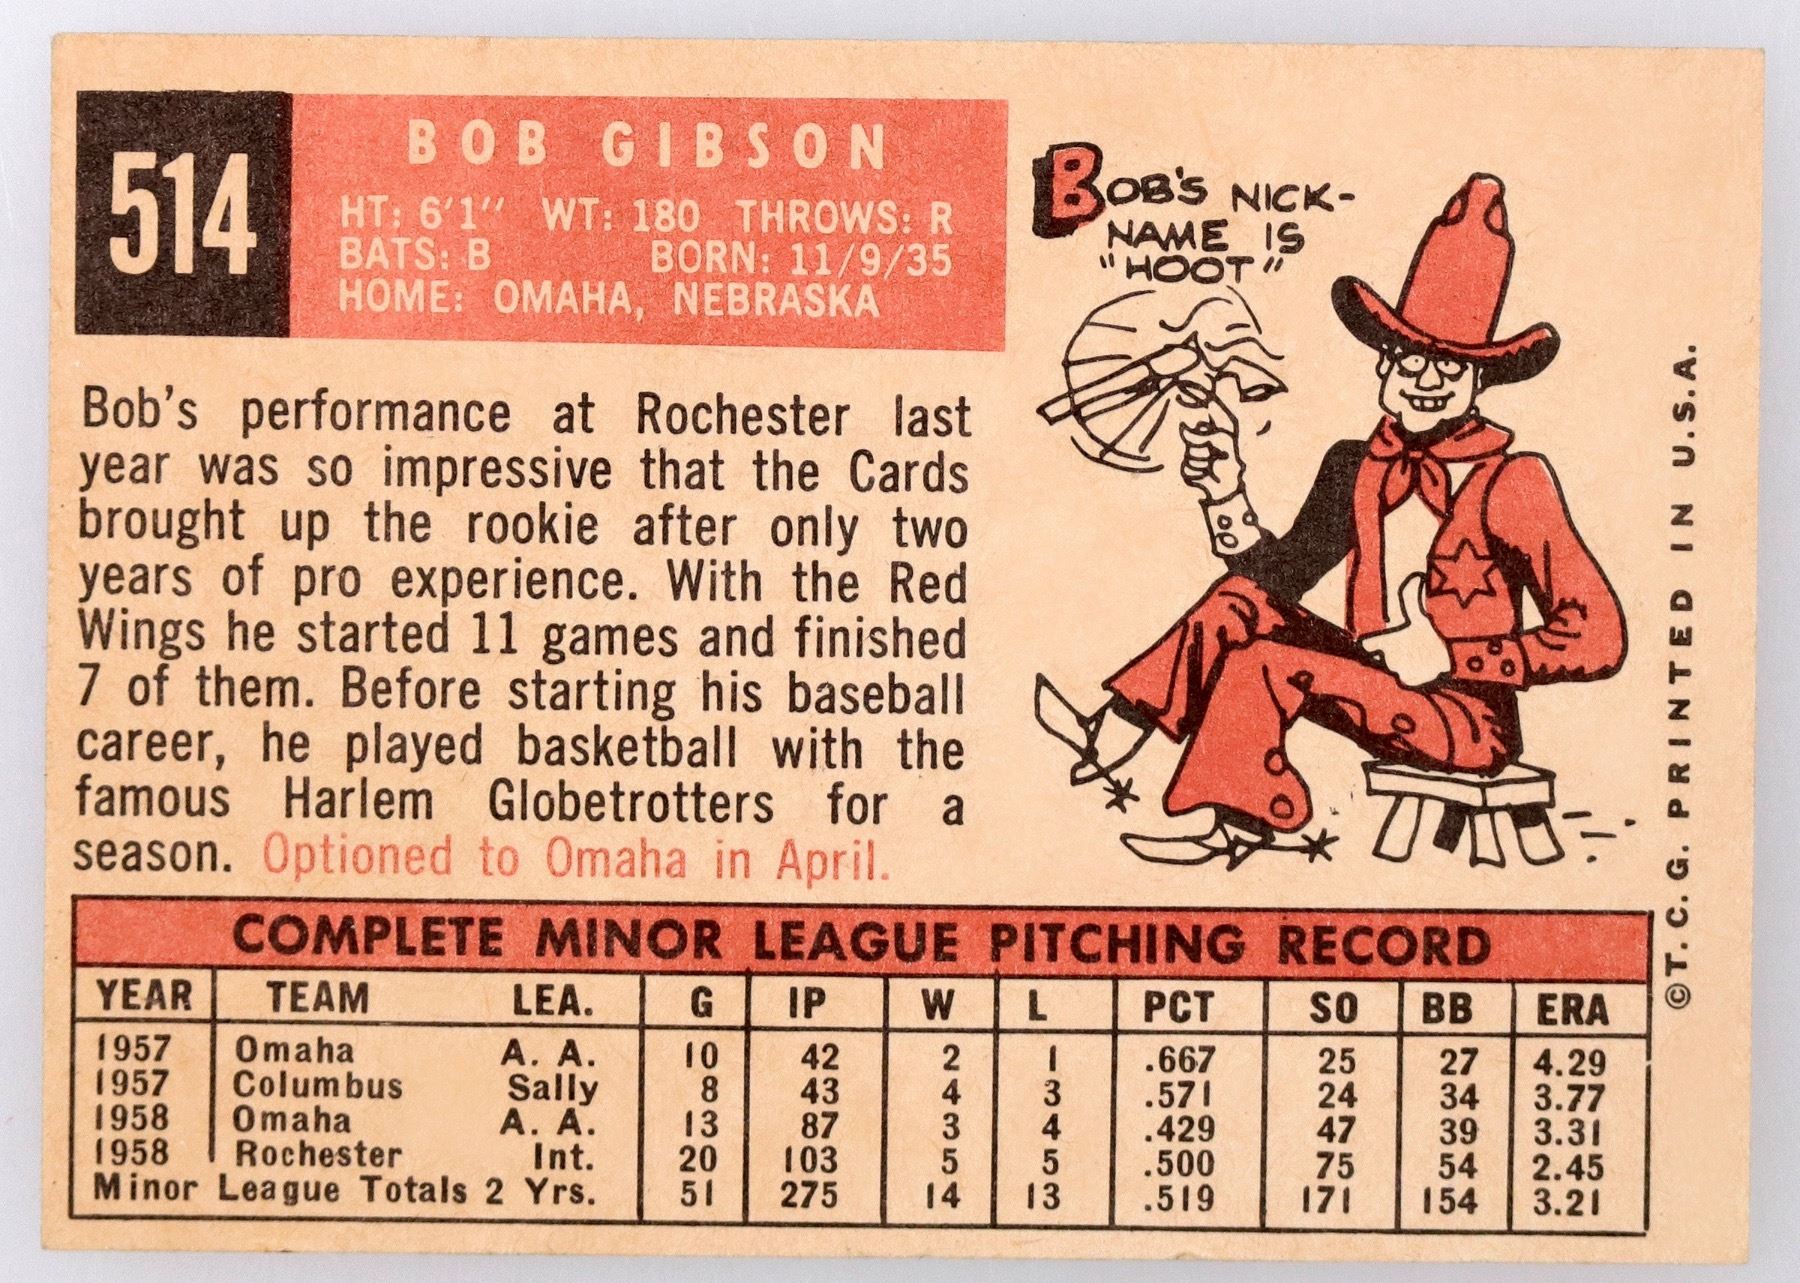 514
BOB GIBSON
HT: 6'1" WT: 180 THROWS: R
BATS: B BORN: 11/9/35
HOME: OMAHA, NEBRASKA
BOB'S NICK-
NAME IS
"HOOT"
Bob's performance at Rochester last
year was so impressive that the Cards
brought up the rookie after only two
years of pro experience. With the Red
Wings he started 11 games and finished
7 of them. Before starting his baseball
career, he played basketball with the
famous Harlem Globetrotters for a
season. Optioned to Omaha in April.
COMPLETE MINOR LEAGUE PITCHING RECORD
YEAR TEAM LEA. G IP W L PCT SO BB ERA
1957 Omaha A. A. 10 42 2 1 .667 25 27 4.29
1957 Columbus Sally 8 43 4 3 .571 24 34 3.77
1958 Omaha A. A. 13 87 3 4 .429 47 39 3.31
1958 Rochester Int. 20 103 5 5 .500 75 54 2.45
Minor League Totals 2 Yrs. 51 275 14 13 .519 171 154 3.21
©T. C. G. PRINTED IN U.S.A.